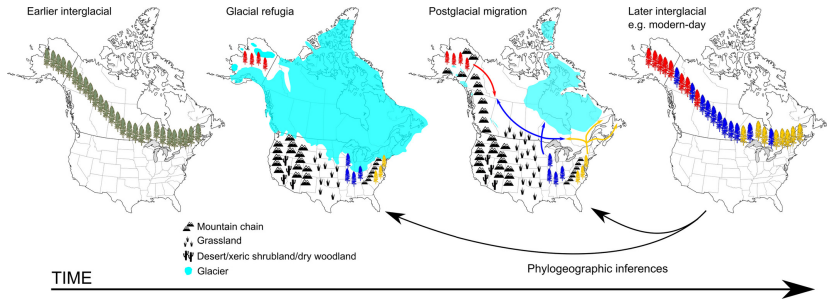 Earlier interglacial
Glacial refugia
Postglacial migration
Later interglacial
e.g. modern-day
Mountain chain
Grassland
Desert/xeric shrubland/dry woodland
Glacier
Phylogeographic inferences
TIME